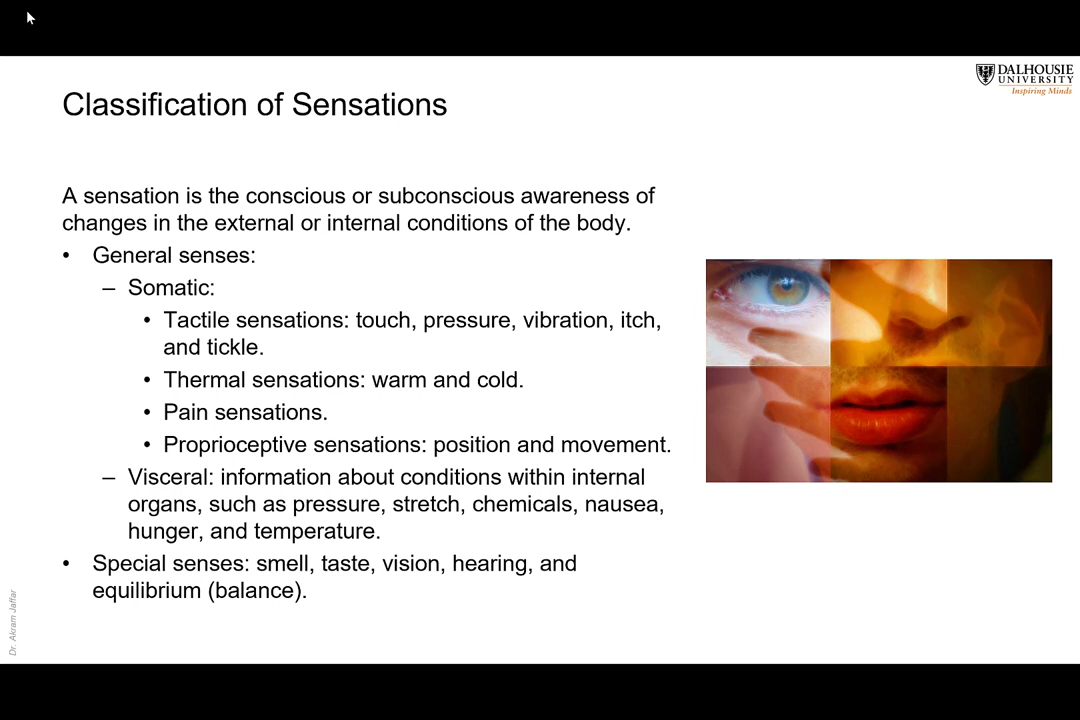 DALHOUSIE
UNIVERSITY
Inspiring Minds
Classification of Sensations
A sensation is the conscious or subconscious awareness of
changes in the external or internal conditions of the body.
• General senses:
– Somatic:
• Tactile sensations: touch, pressure, vibration, itch,
and tickle.
• Thermal sensations: warm and cold.
• Pain sensations.
• Proprioceptive sensations: position and movement.
– Visceral: information about conditions within internal
organs, such as pressure, stretch, chemicals, nausea,
hunger, and temperature.
• Special senses: smell, taste, vision, hearing, and
equilibrium (balance).
Dr. Akram Jaffar